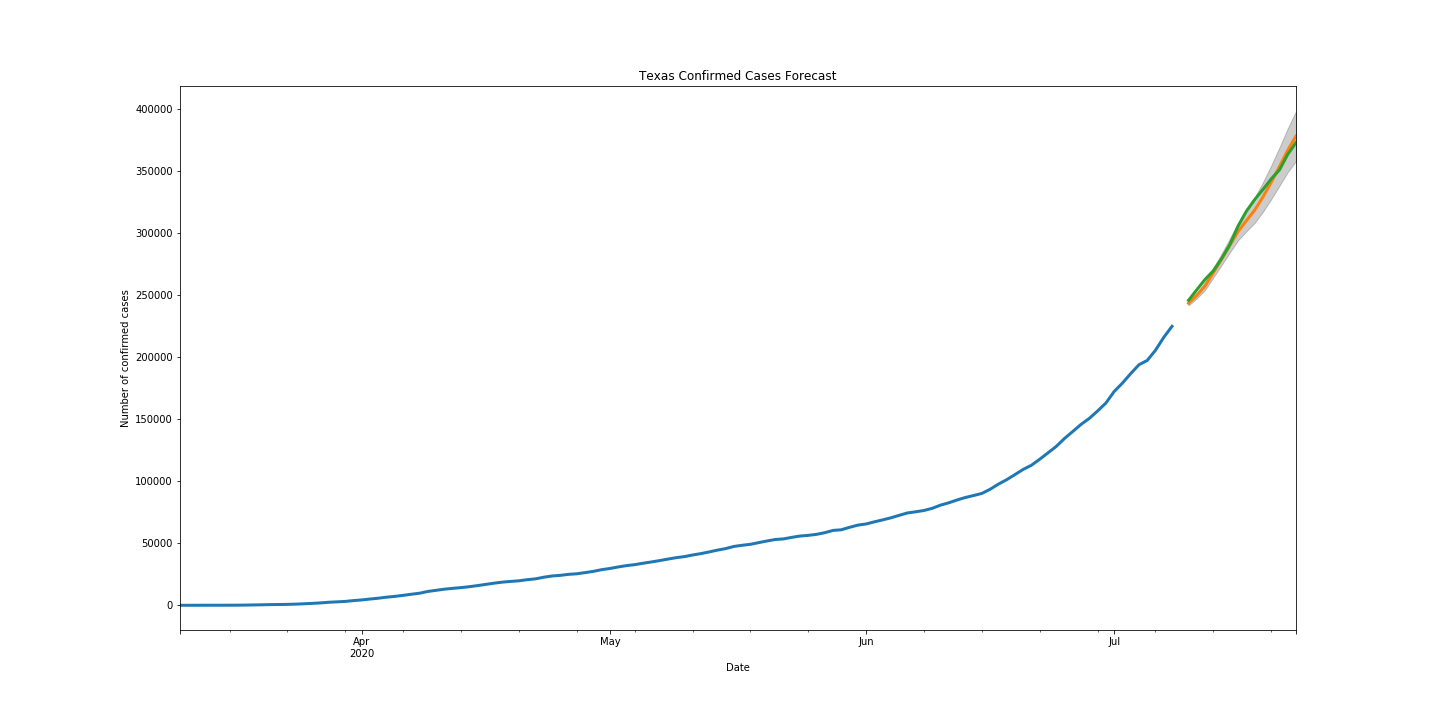 Texas Confirmed Cases Forecast
400000
350000
300000
250000
200000
150000
100000
50000
0
Number of confirmed cases
Apr
2020
May
Jun
Jul
Date